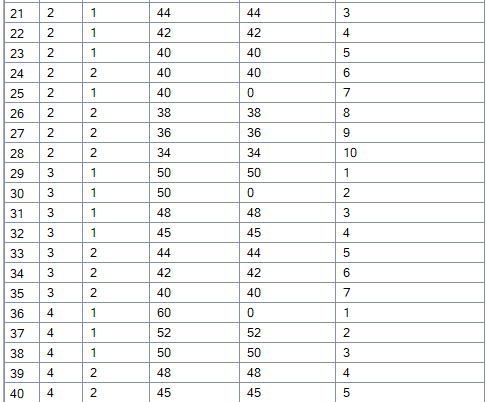 21 2 1 44 44 3
22 2 1 42 42 4
23 2 1 40 40 5
24 2 2 40 40 6
25 2 1 40 0 7
26 2 2 38 38 8
27 2 2 36 36 9
28 2 2 34 34 10
29 3 1 50 50 1
30 3 1 50 0 2
31 3 1 48 48 3
32 3 1 45 45 4
33 3 2 44 44 5
34 3 2 42 42 6
35 3 2 40 40 7
36 4 1 60 0 1
37 4 1 52 52 2
38 4 1 50 50 3
39 4 2 48 48 4
40 4 2 45 45 5